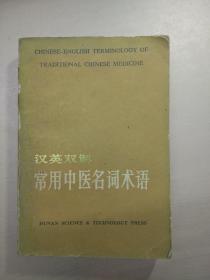 CHINESE-ENGLISH TERMINOLOGY OF
TRADITIONAL CHINESE MEDICINE
汉英双解
常用中医名词术语
HUNAN SCIENCE & TECHNOLOGY PRESS